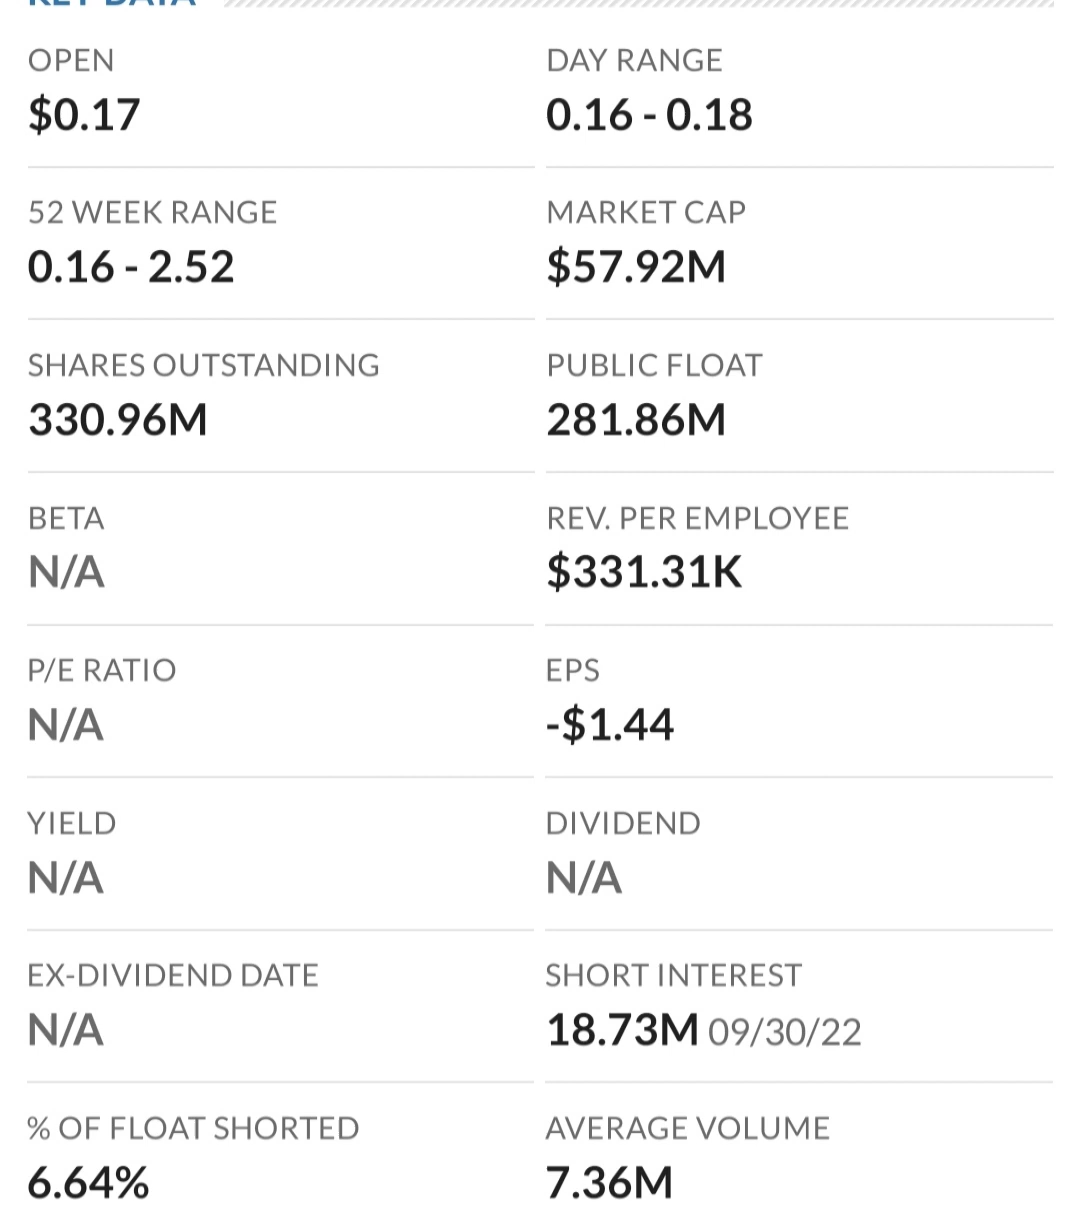 KEY DATA
OPEN
$0.17
DAY RANGE
0.16 - 0.18
52 WEEK RANGE
0.16 - 2.52
MARKET CAP
$57.92M
SHARES OUTSTANDING
330.96M
PUBLIC FLOAT
281.86M
BETA
N/A
REV. PER EMPLOYEE
$331.31K
P/E RATIO
N/A
EPS
-$1.44
YIELD
N/A
DIVIDEND
N/A
EX-DIVIDEND DATE
N/A
SHORT INTEREST
18.73M 09/30/22
% OF FLOAT SHORTED
6.64%
AVERAGE VOLUME
7.36M